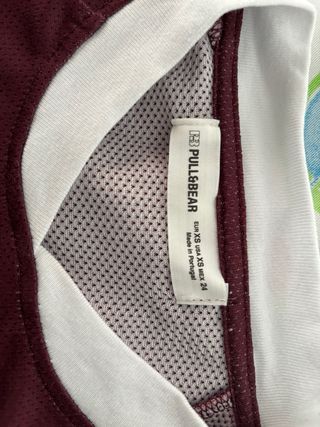 PULL&BEAR
EUR XS USA XS MEX 24
Made in Portugal